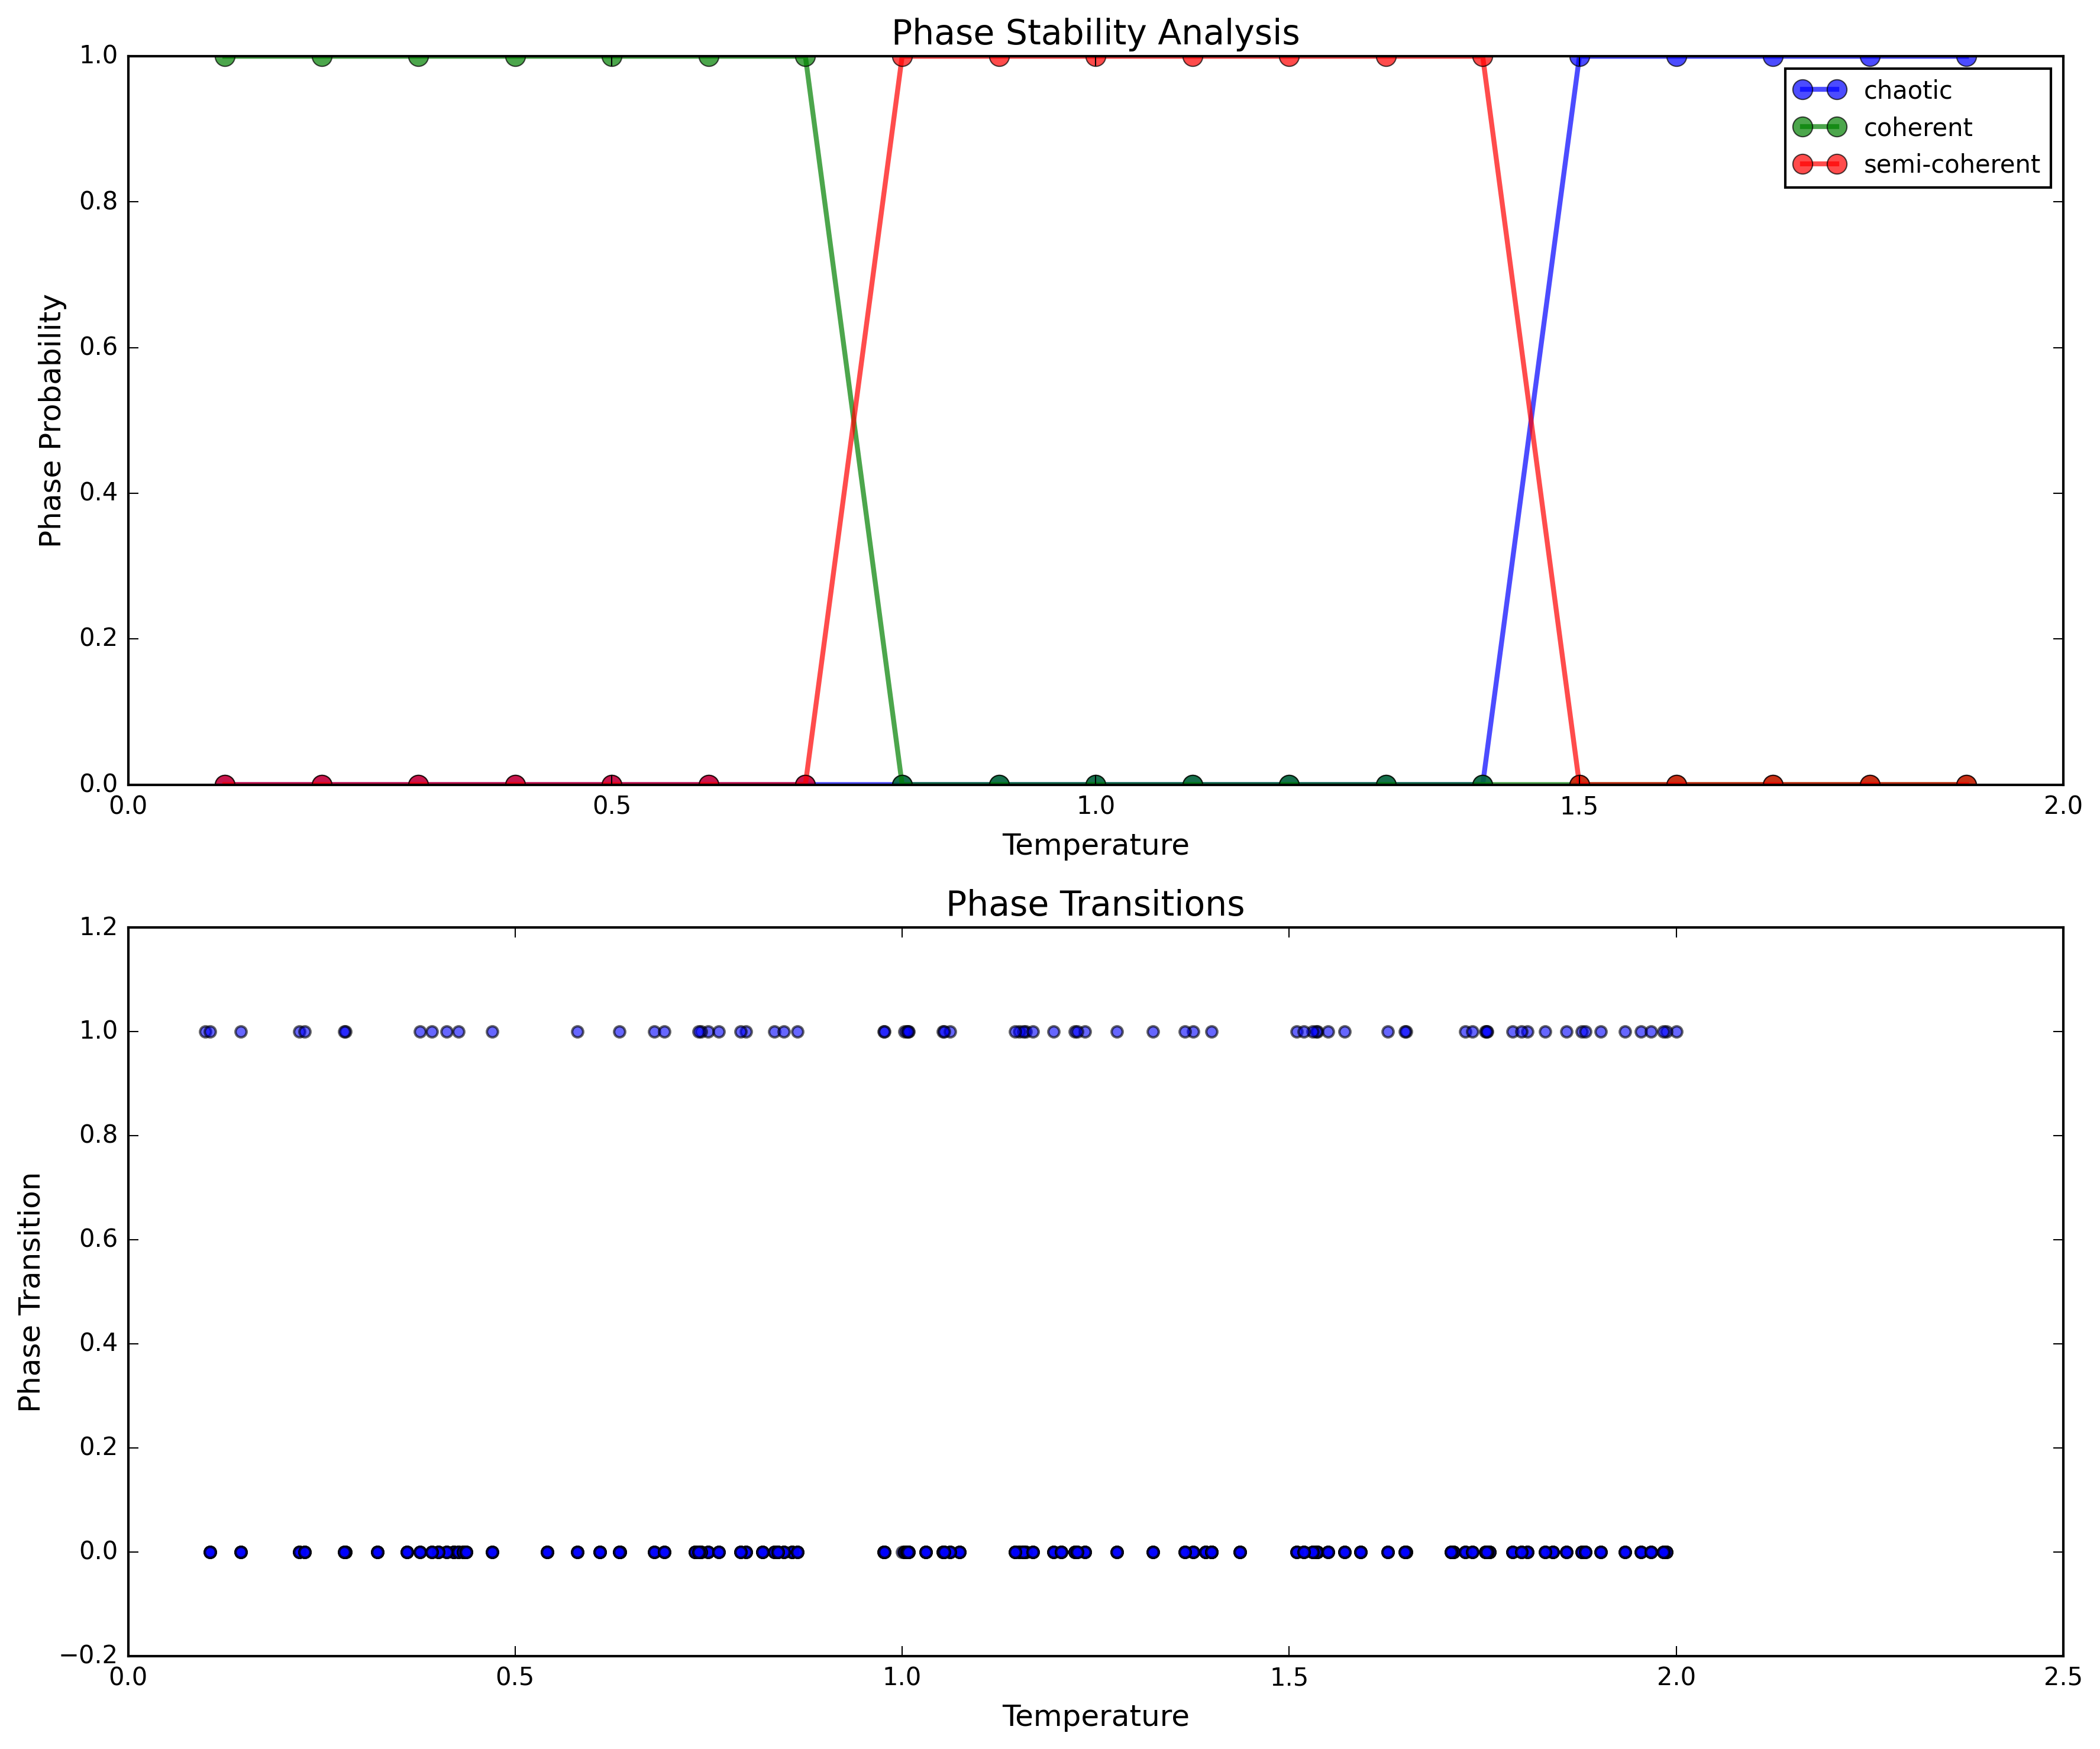 Phase Stability Analysis
1.0
0.8
0.6
0.4
0.2
0.0
Phase Probability
chaotic
coherent
semi-coherent
0.0 0.5 1.0 1.5 2.0
Temperature
Phase Transitions
1.2
1.0
0.8
0.6
0.4
0.2
0.0
−0.2
Phase Transition
0.0 0.5 1.0 1.5 2.0 2.5
Temperature